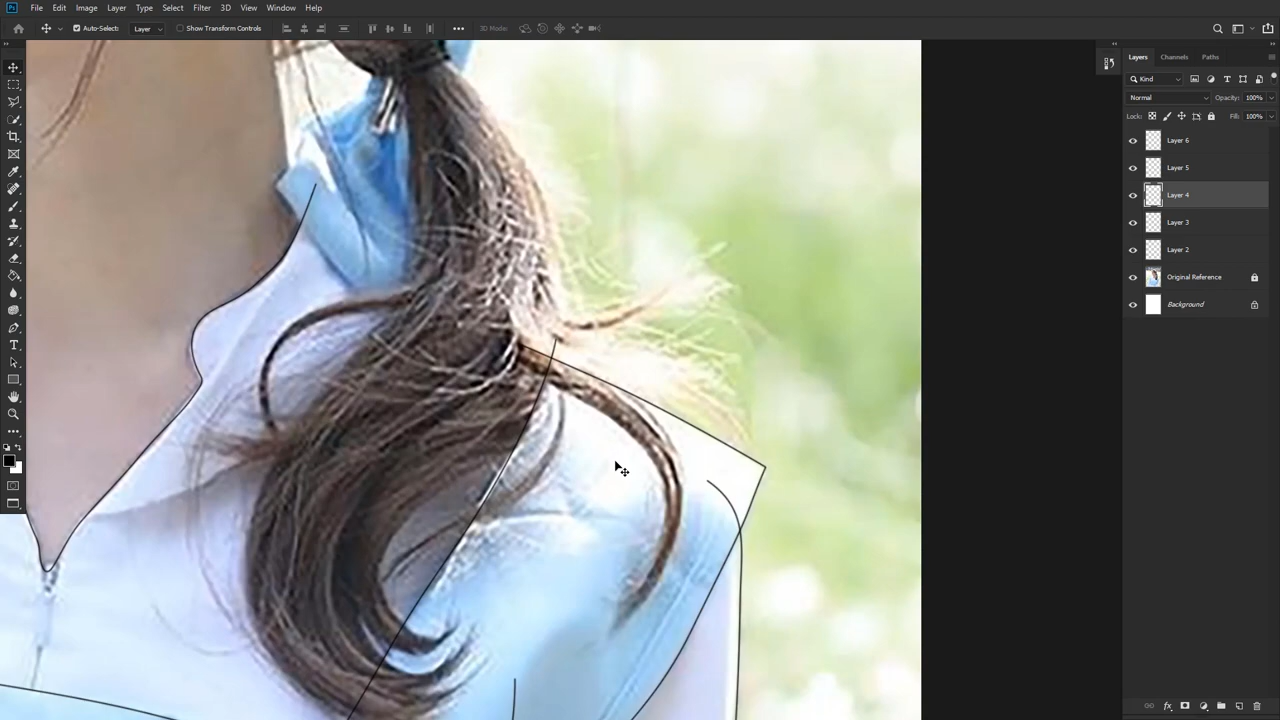 Ps File Edit Image Layer Type Select Filter 3D View Window Help
Auto-Select: Layer Show Transform Controls 3D Mode:
Layers Channels Paths
Kind
Normal Opacity: 100%
Lock: Fill: 100%
Layer 6
Layer 5
Layer 4
Layer 3
Layer 2
Original Reference
Background